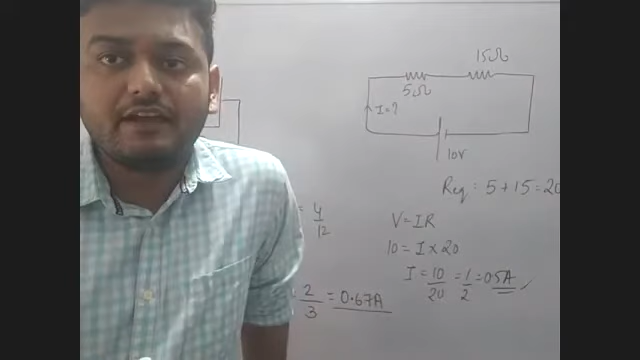 15Ω
5Ω
I=?
10V
Req = 5+15=20
V=IR
10 = I×20
I = 10/20 = 1/2 = 0.5A
= 4/12
2/3 = 0.67A